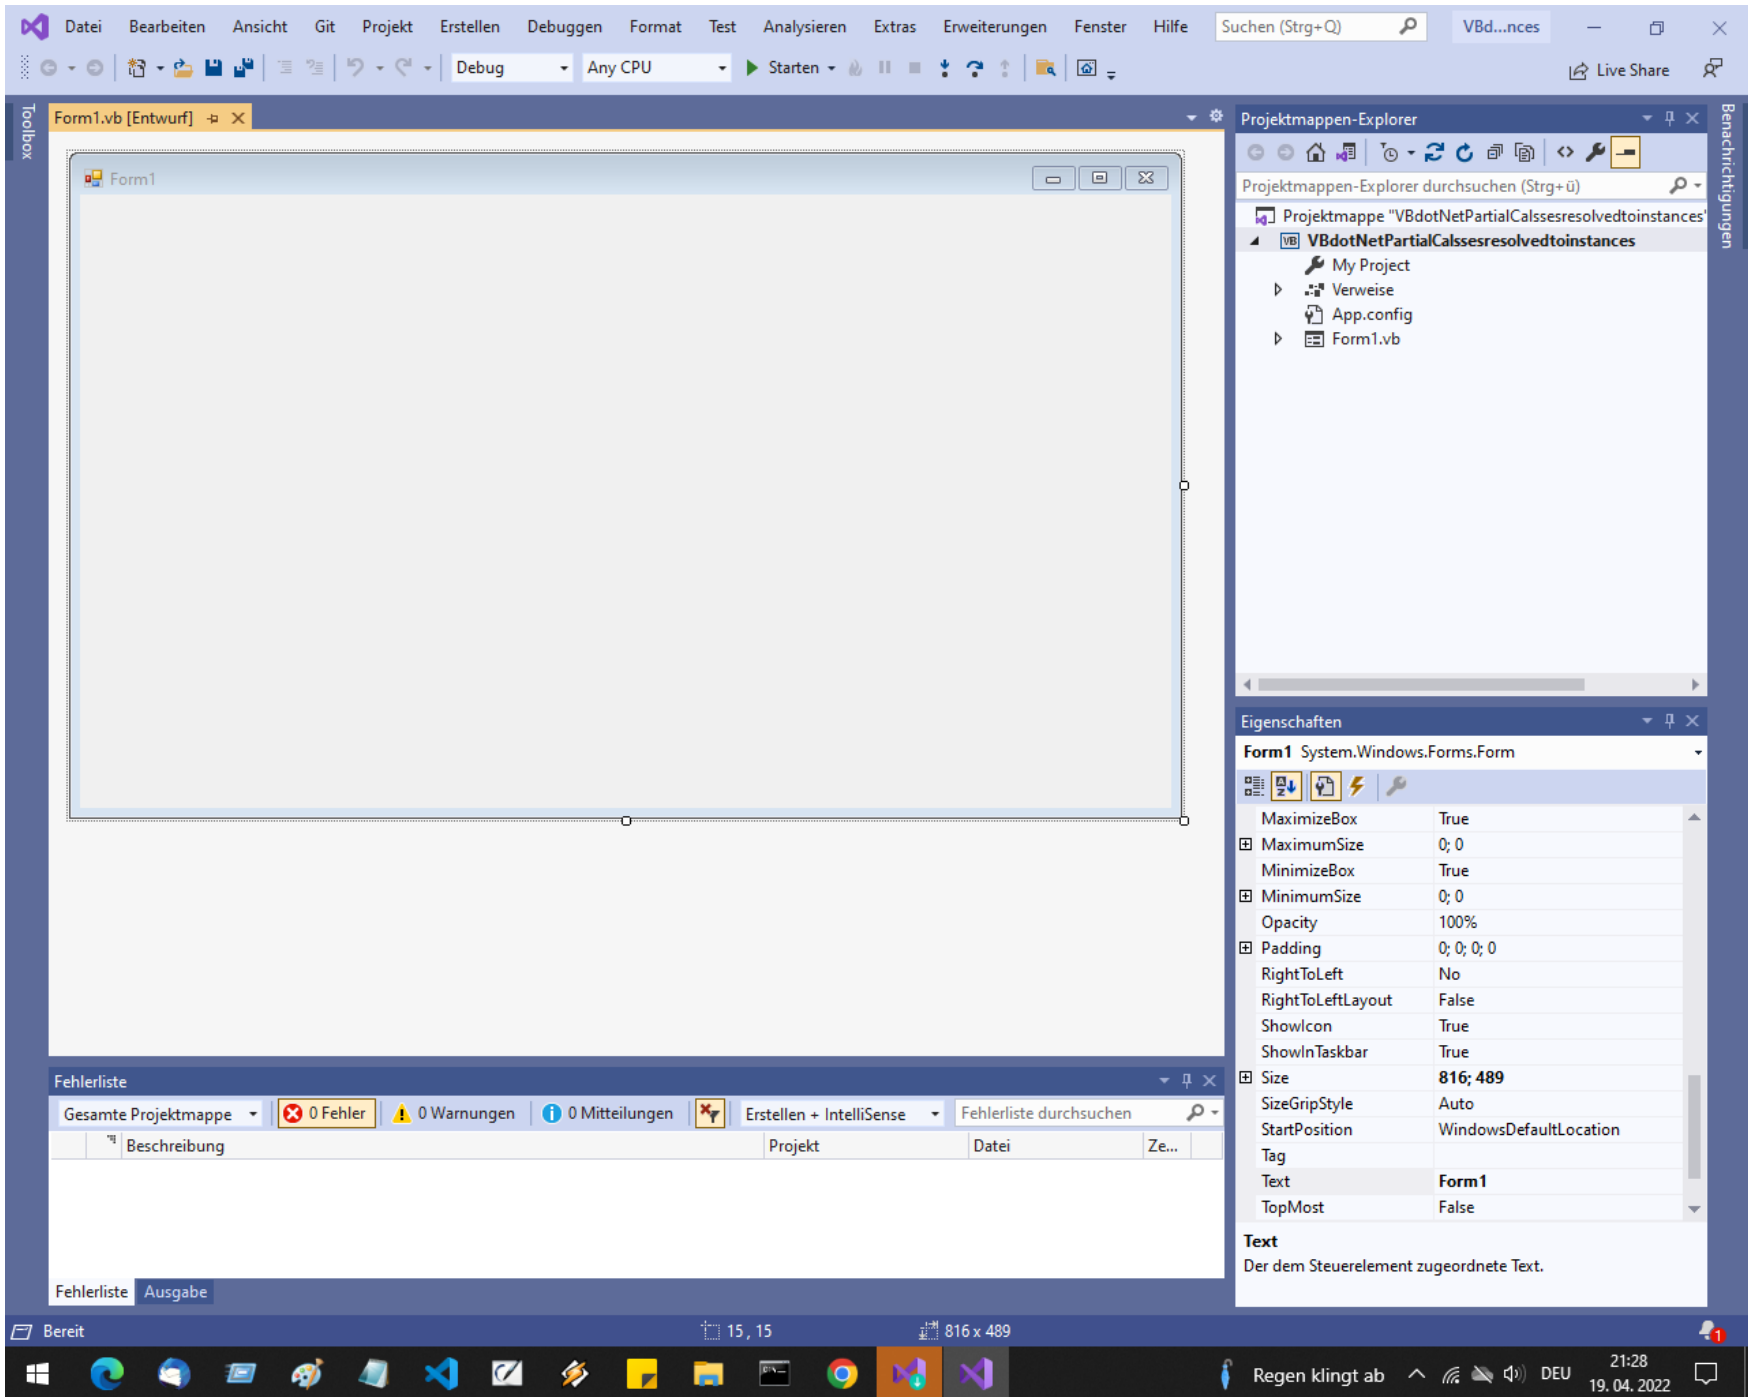 Datei Bearbeiten Ansicht Git Projekt Erstellen Debuggen Format Test Analysieren Extras Erweiterungen Fenster Hilfe Suchen (Strg+Q) VBd...nces
Debug Any CPU Starten Live Share
Toolbox
Form1.vb [Entwurf]
Form1
Projektmappen-Explorer
Projektmappen-Explorer durchsuchen (Strg+ü)
Projektmappe "VBdotNetPartialCalssesresolvedtoinstances"
VB VBdotNetPartialCalssesresolvedtoinstances
My Project
Verweise
App.config
Form1.vb
Benachrichtigungen
Eigenschaften
Form1 System.Windows.Forms.Form
MaximizeBox True
MaximumSize 0; 0
MinimizeBox True
MinimumSize 0; 0
Opacity 100%
Padding 0; 0; 0; 0
RightToLeft No
RightToLeftLayout False
ShowIcon True
ShowInTaskbar True
Size 816; 489
SizeGripStyle Auto
StartPosition WindowsDefaultLocation
Tag
Text Form1
TopMost False
Text
Der dem Steuerelement zugeordnete Text.
Fehlerliste
Gesamte Projektmappe 0 Fehler 0 Warnungen 0 Mitteilungen Erstellen + IntelliSense Fehlerliste durchsuchen
Beschreibung Projekt Datei Ze...
Fehlerliste Ausgabe
Bereit 15 , 15 816 x 489 1
Regen klingt ab DEU 21:28
19. 04. 2022